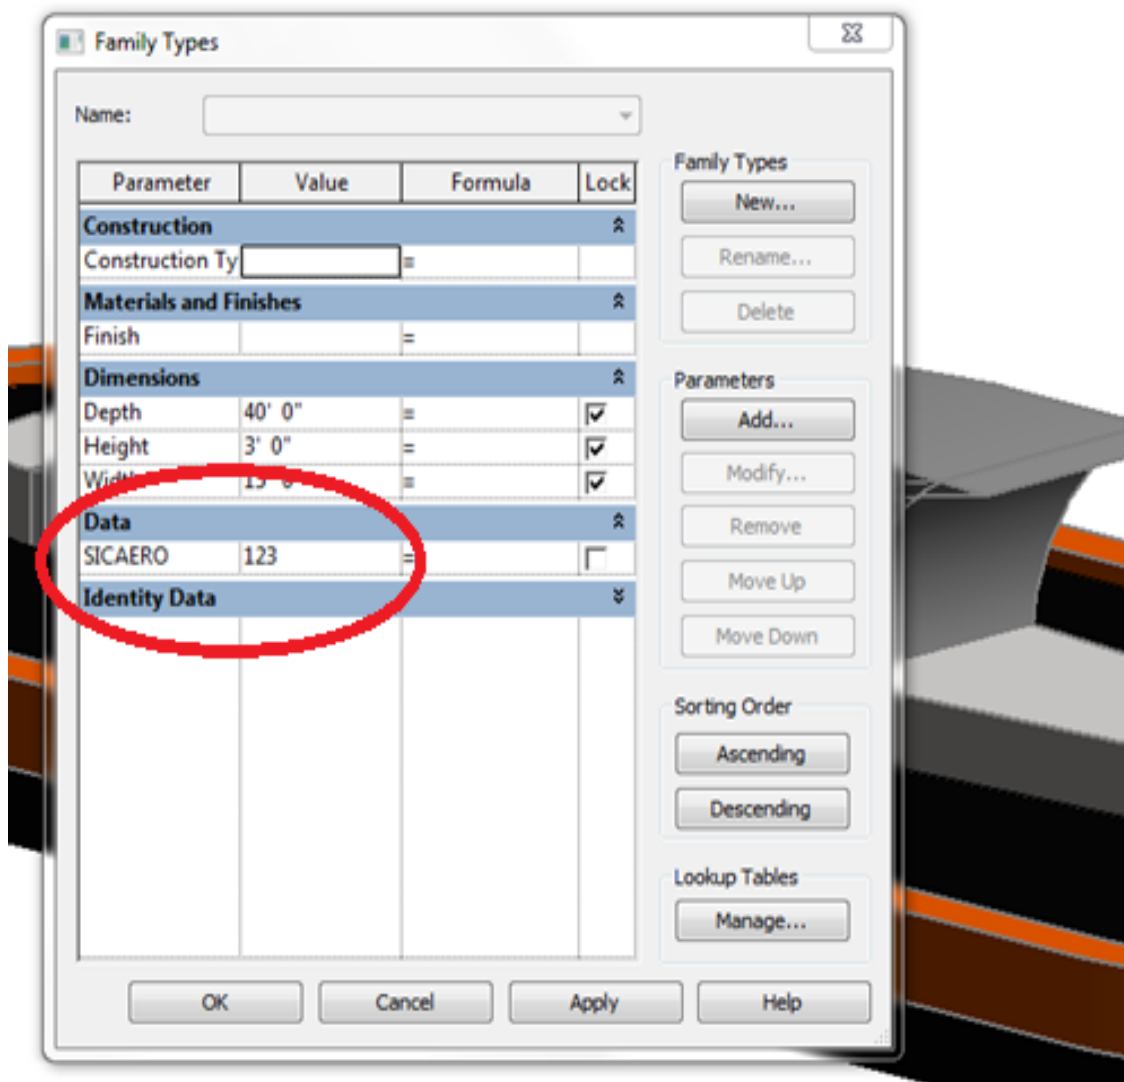 Family Types
Name:
Parameter Value Formula Lock
Construction
Construction Ty =
Materials and Finishes
Finish =
Dimensions
Depth 40' 0" =
Height 3' 0" =
=
Data
SICAERO 123 =
Identity Data
Family Types
New...
Rename...
Delete
Parameters
Add...
Modify...
Remove
Move Up
Move Down
Sorting Order
Ascending
Descending
Lookup Tables
Manage...
OK Cancel Apply Help